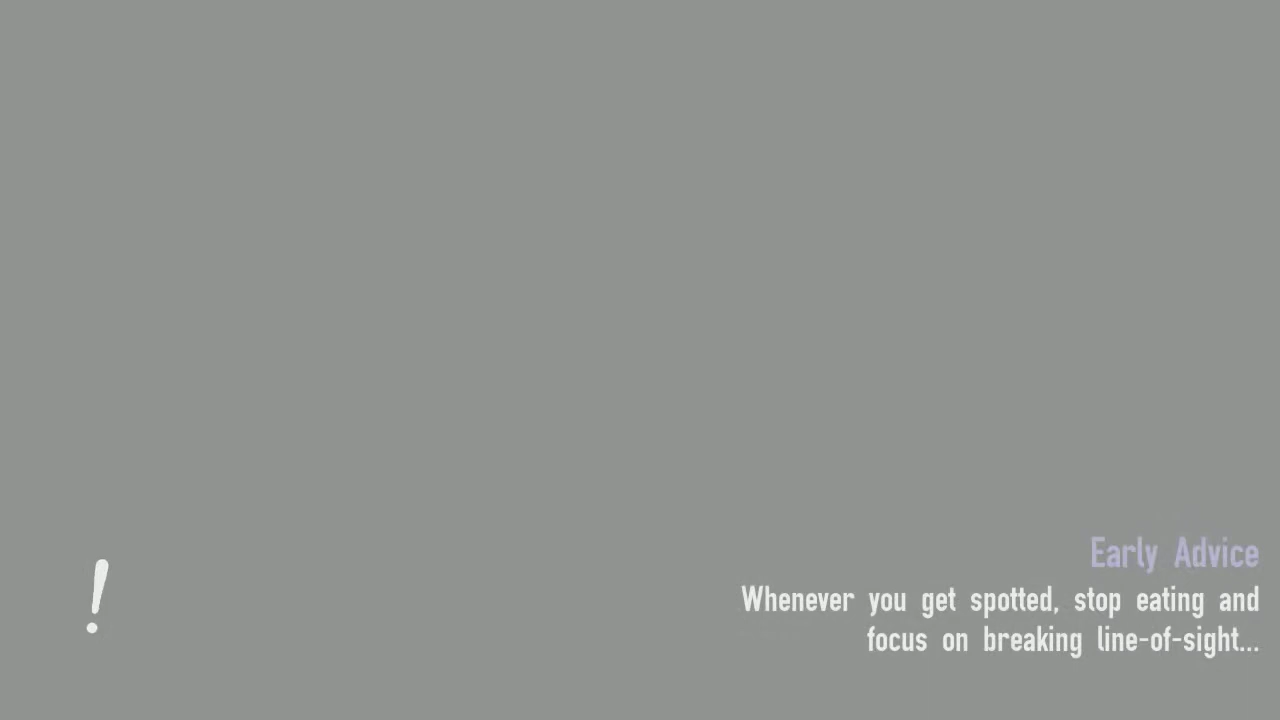 Early Advice
Whenever you get spotted, stop eating and
focus on breaking line-of-sight...
!